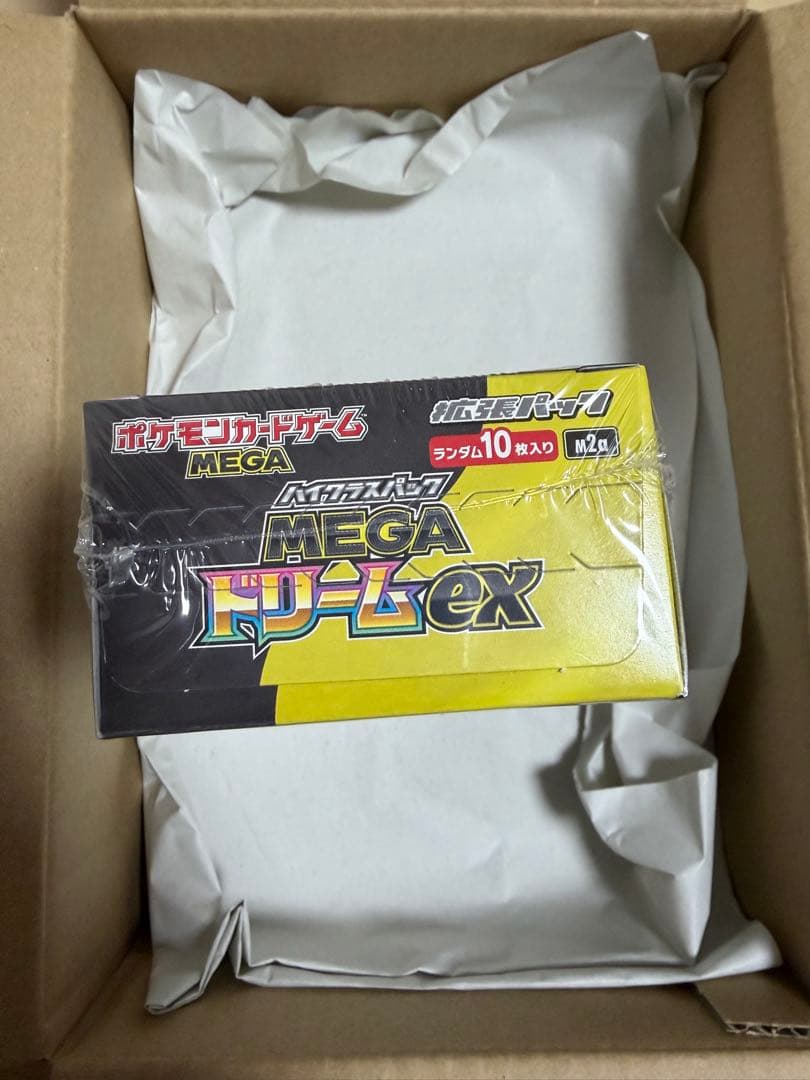 ポケモンカードゲーム
MEGA
拡張パック
ランダム10枚入り M2a
ハイクラスパック
MEGA
ドリームex